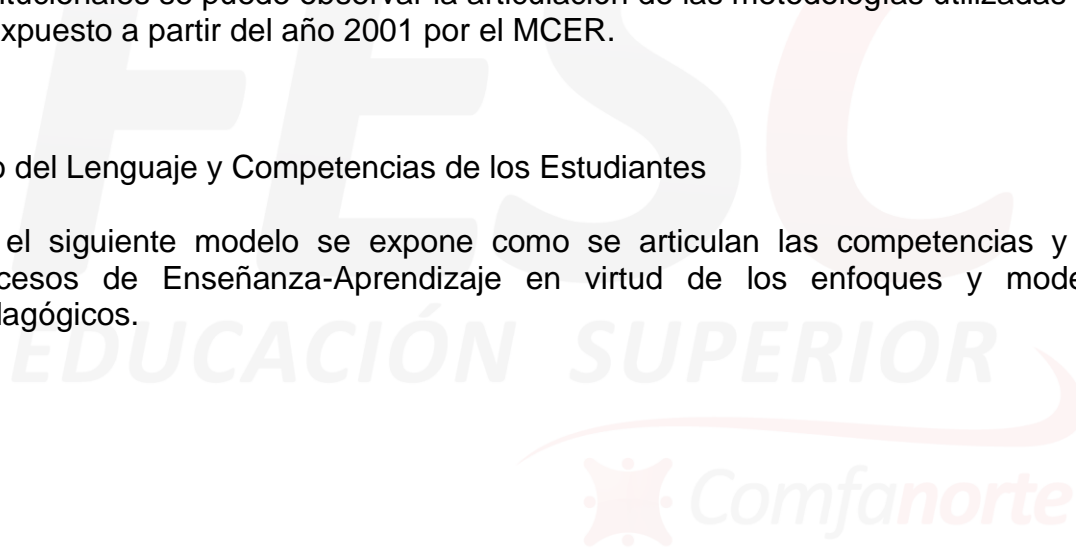 itucionales se puede observar la articulación de las metodologías utilizadas
xpuesto a partir del año 2001 por el MCER.
FESC
o del Lenguaje y Competencias de los Estudiantes
el siguiente modelo se expone como se articulan las competencias y
cesos de Enseñanza-Aprendizaje en virtud de los enfoques y mode
lagógicos.
EDUCACIÓN SUPERIOR
Comfanorte